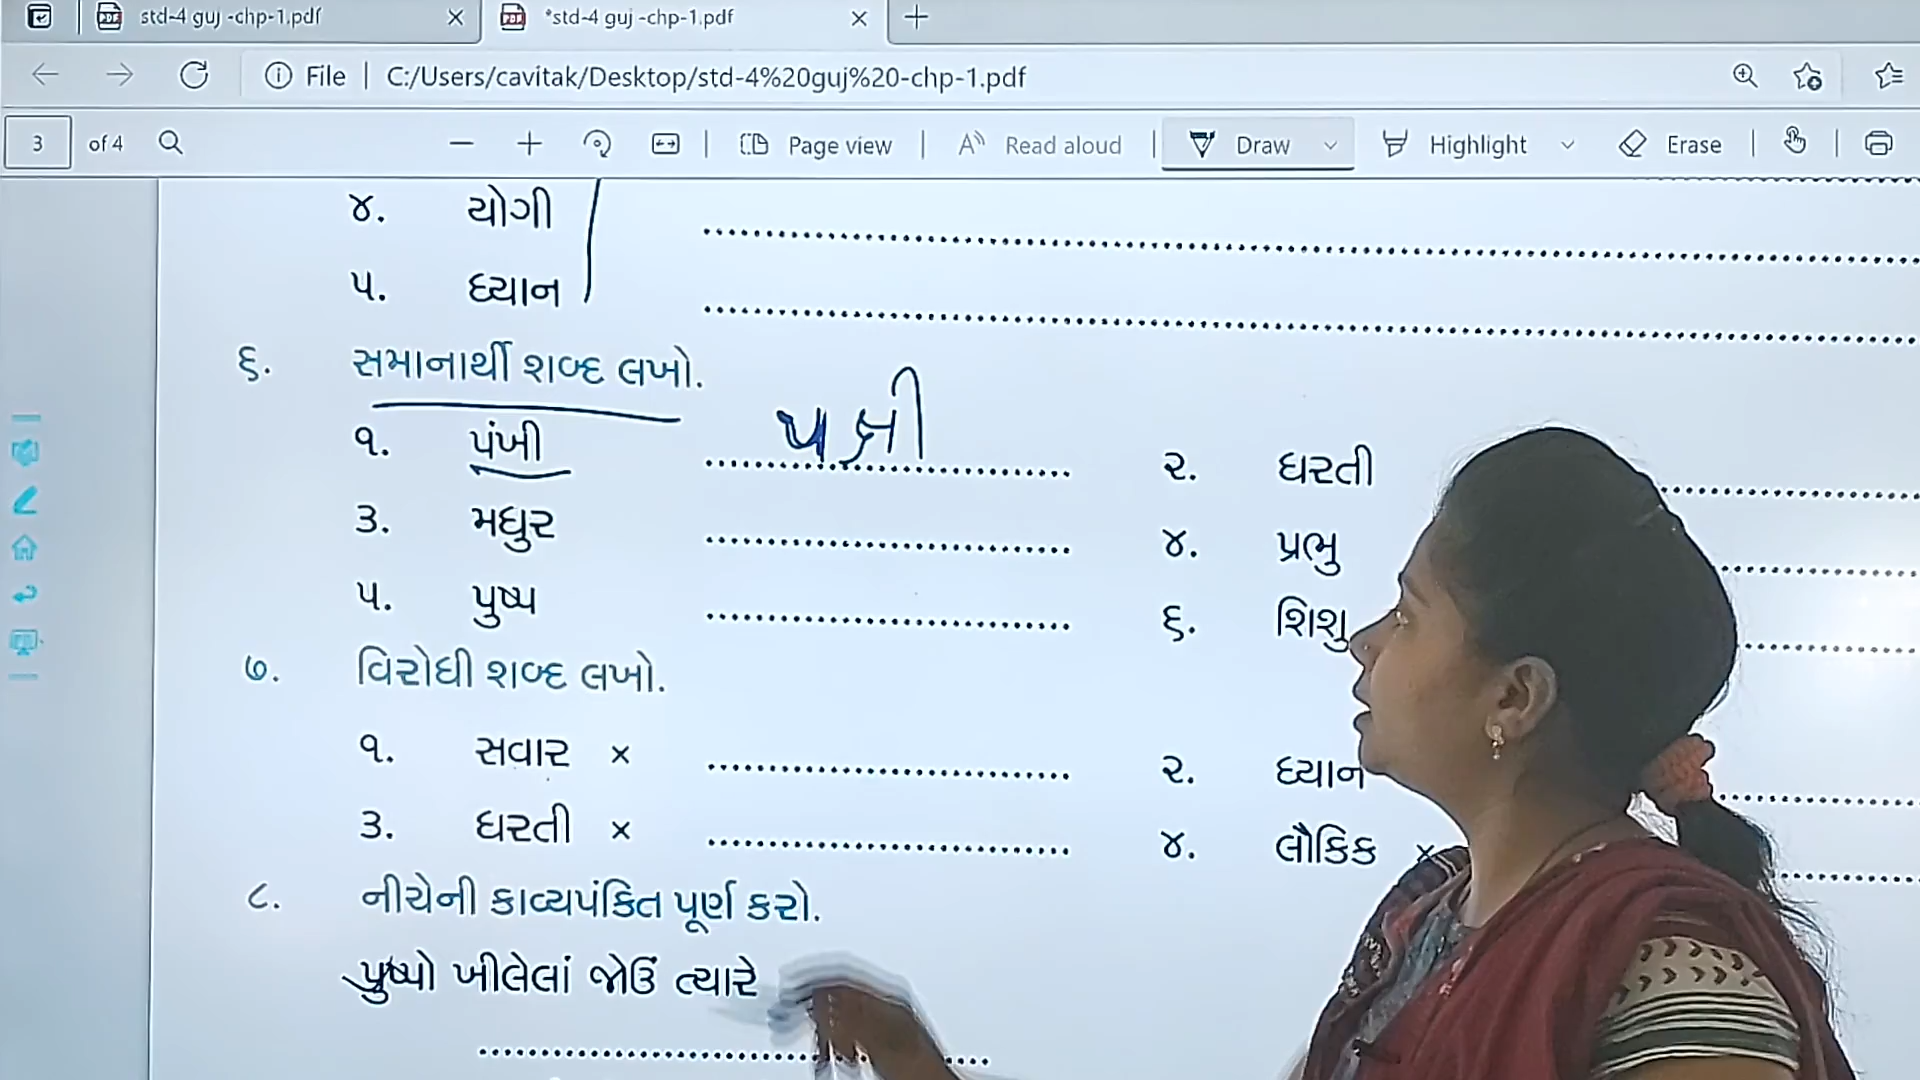 std-4 guj -chp-1.pdf
*std-4 guj -chp-1.pdf
File | C:/Users/cavitak/Desktop/std-4%20guj%20-chp-1.pdf
3 of 4 Page view Read aloud Draw Highlight Erase
૪. યોગી
૫. ધ્યાન
૬. સમાનાર્થી શબ્દ લખો.
૧. પંખી પક્ષી ૨. ધરતી
૩. મધુર ૪. પ્રભુ
૫. પુષ્પ ૬. શિશુ
૭. વિરોધી શબ્દ લખો.
૧. સવાર × ૨. ધ્યાન
૩. ધરતી × ૪. લૌકિક ×
૮. નીચેની કાવ્યપંકિત પૂર્ણ કરો.
પુષ્પો ખીલેલાં જોઉં ત્યારે